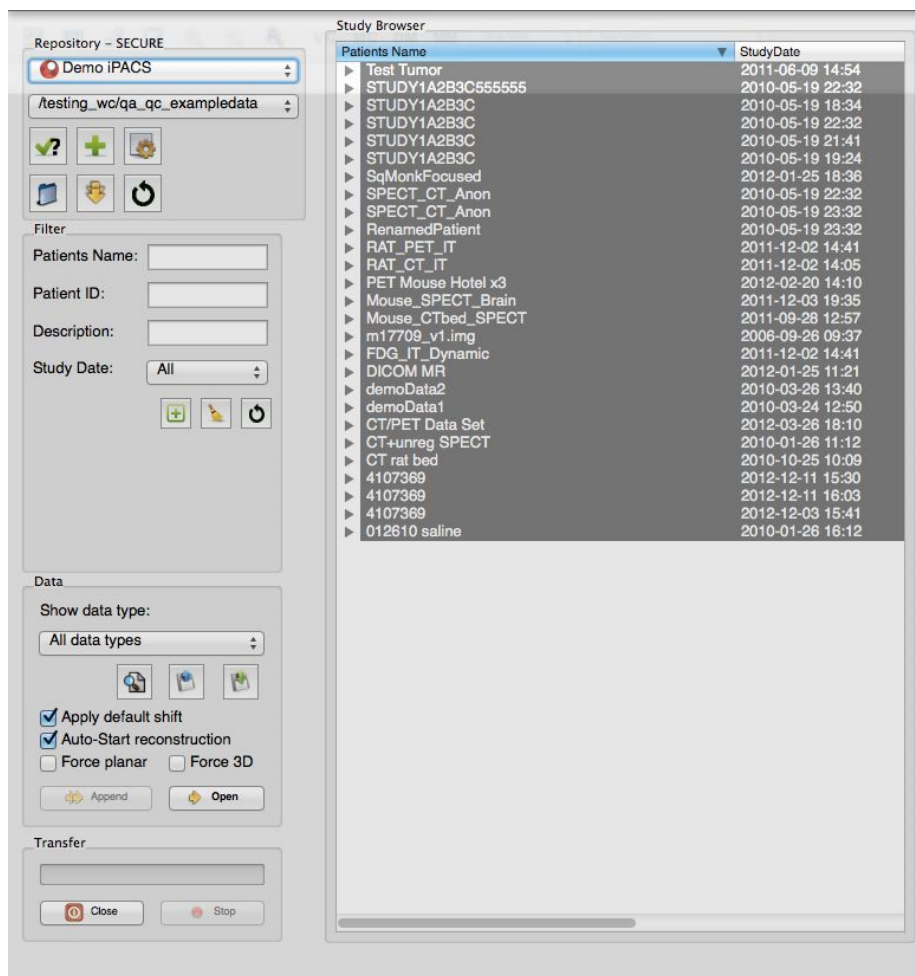 Repository – SECURE
Demo iPACS
/testing_wc/qa_qc_exampledata
?
Filter
Patients Name:
Patient ID:
Description:
Study Date: All
Data
Show data type:
All data types
Apply default shift
Auto-Start reconstruction
Force planar Force 3D
Append Open
Transfer
Close Stop
Study Browser
Patients Name StudyDate
Test Tumor 2011-06-09 14:54
STUDY1A2B3C555555 2010-05-19 22:32
STUDY1A2B3C 2010-05-19 18:34
STUDY1A2B3C 2010-05-19 22:32
STUDY1A2B3C 2010-05-19 21:41
STUDY1A2B3C 2010-05-19 19:24
SqMonkFocused 2012-01-25 18:36
SPECT_CT_Anon 2010-05-19 22:32
SPECT_CT_Anon 2010-05-19 23:32
RenamedPatient 2010-05-19 23:32
RAT_PET_IT 2011-12-02 14:41
RAT_CT_IT 2011-12-02 14:05
PET Mouse Hotel x3 2012-02-20 14:10
Mouse_SPECT_Brain 2011-12-03 19:35
Mouse_CTbed_SPECT 2011-09-28 12:57
m17709_v1.img 2006-09-26 09:37
FDG_IT_Dynamic 2011-12-02 14:41
DICOM MR 2012-01-25 11:21
demoData2 2010-03-26 13:40
demoData1 2010-03-24 12:50
CT/PET Data Set 2012-03-26 18:10
CT+unreg SPECT 2010-01-26 11:12
CT rat bed 2010-10-25 10:09
4107369 2012-12-11 15:30
4107369 2012-12-11 16:03
4107369 2012-12-03 15:41
012610 saline 2010-01-26 16:12